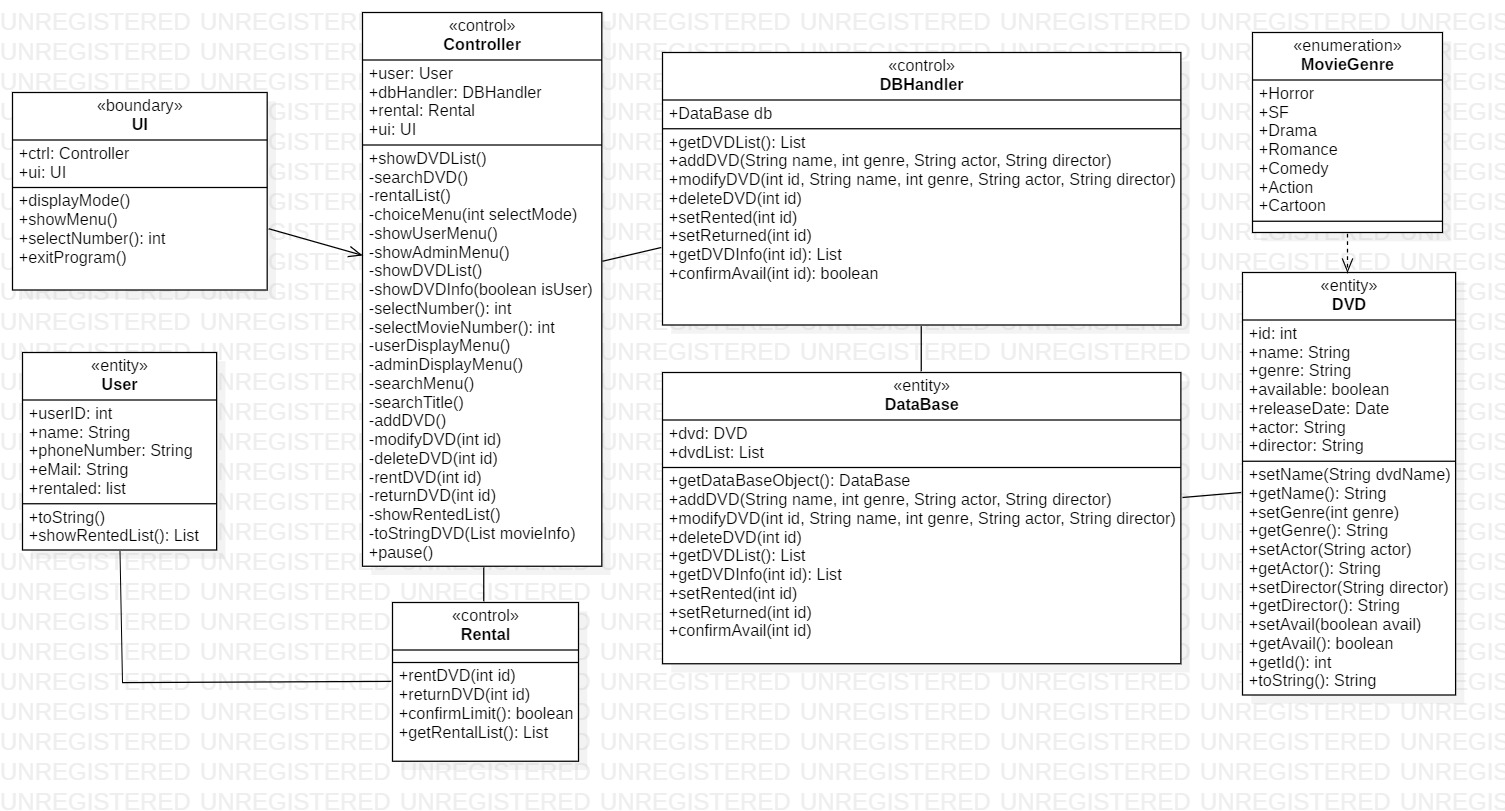 «boundary»
UI
+ctrl: Controller
+ui: UI
+displayMode()
+showMenu()
+selectNumber(): int
+exitProgram()
«entity»
User
+userID: int
+name: String
+phoneNumber: String
+eMail: String
+rentaled: list
+toString()
+showRentedList(): List
«control»
Controller
+user: User
+dbHandler: DBHandler
+rental: Rental
+ui: UI
+showDVDList()
-searchDVD()
-rentalList()
-choiceMenu(int selectMode)
-showUserMenu()
-showAdminMenu()
-showDVDList()
-showDVDInfo(boolean isUser)
-selectNumber(): int
-selectMovieNumber(): int
-userDisplayMenu()
-adminDisplayMenu()
-searchMenu()
-searchTitle()
-addDVD()
-modifyDVD(int id)
-deleteDVD(int id)
-rentDVD(int id)
-returnDVD(int id)
-showRentedList()
-toStringDVD(List movieInfo)
+pause()
«control»
Rental
+rentDVD(int id)
+returnDVD(int id)
+confirmLimit(): boolean
+getRentalList(): List
«control»
DBHandler
+DataBase db
+getDVDList(): List
+addDVD(String name, int genre, String actor, String director)
+modifyDVD(int id, String name, int genre, String actor, String director)
+deleteDVD(int id)
+setRented(int id)
+setReturned(int id)
+getDVDInfo(int id): List
+confirmAvail(int id): boolean
«entity»
DataBase
+dvd: DVD
+dvdList: List
+getDataBaseObject(): DataBase
+addDVD(String name, int genre, String actor, String director)
+modifyDVD(int id, String name, int genre, String actor, String director)
+deleteDVD(int id)
+getDVDList(): List
+getDVDInfo(int id): List
+setRented(int id)
+setReturned(int id)
+confirmAvail(int id)
«enumeration»
MovieGenre
+Horror
+SF
+Drama
+Romance
+Comedy
+Action
+Cartoon
«entity»
DVD
+id: int
+name: String
+genre: String
+available: boolean
+releaseDate: Date
+actor: String
+director: String
+setName(String dvdName)
+getName(): String
+setGenre(int genre)
+getGenre(): String
+setActor(String actor)
+getActor(): String
+setDirector(String director)
+getDirector(): String
+setAvail(boolean avail)
+getAvail(): boolean
+getId(): int
+toString(): String
UNREGISTERED